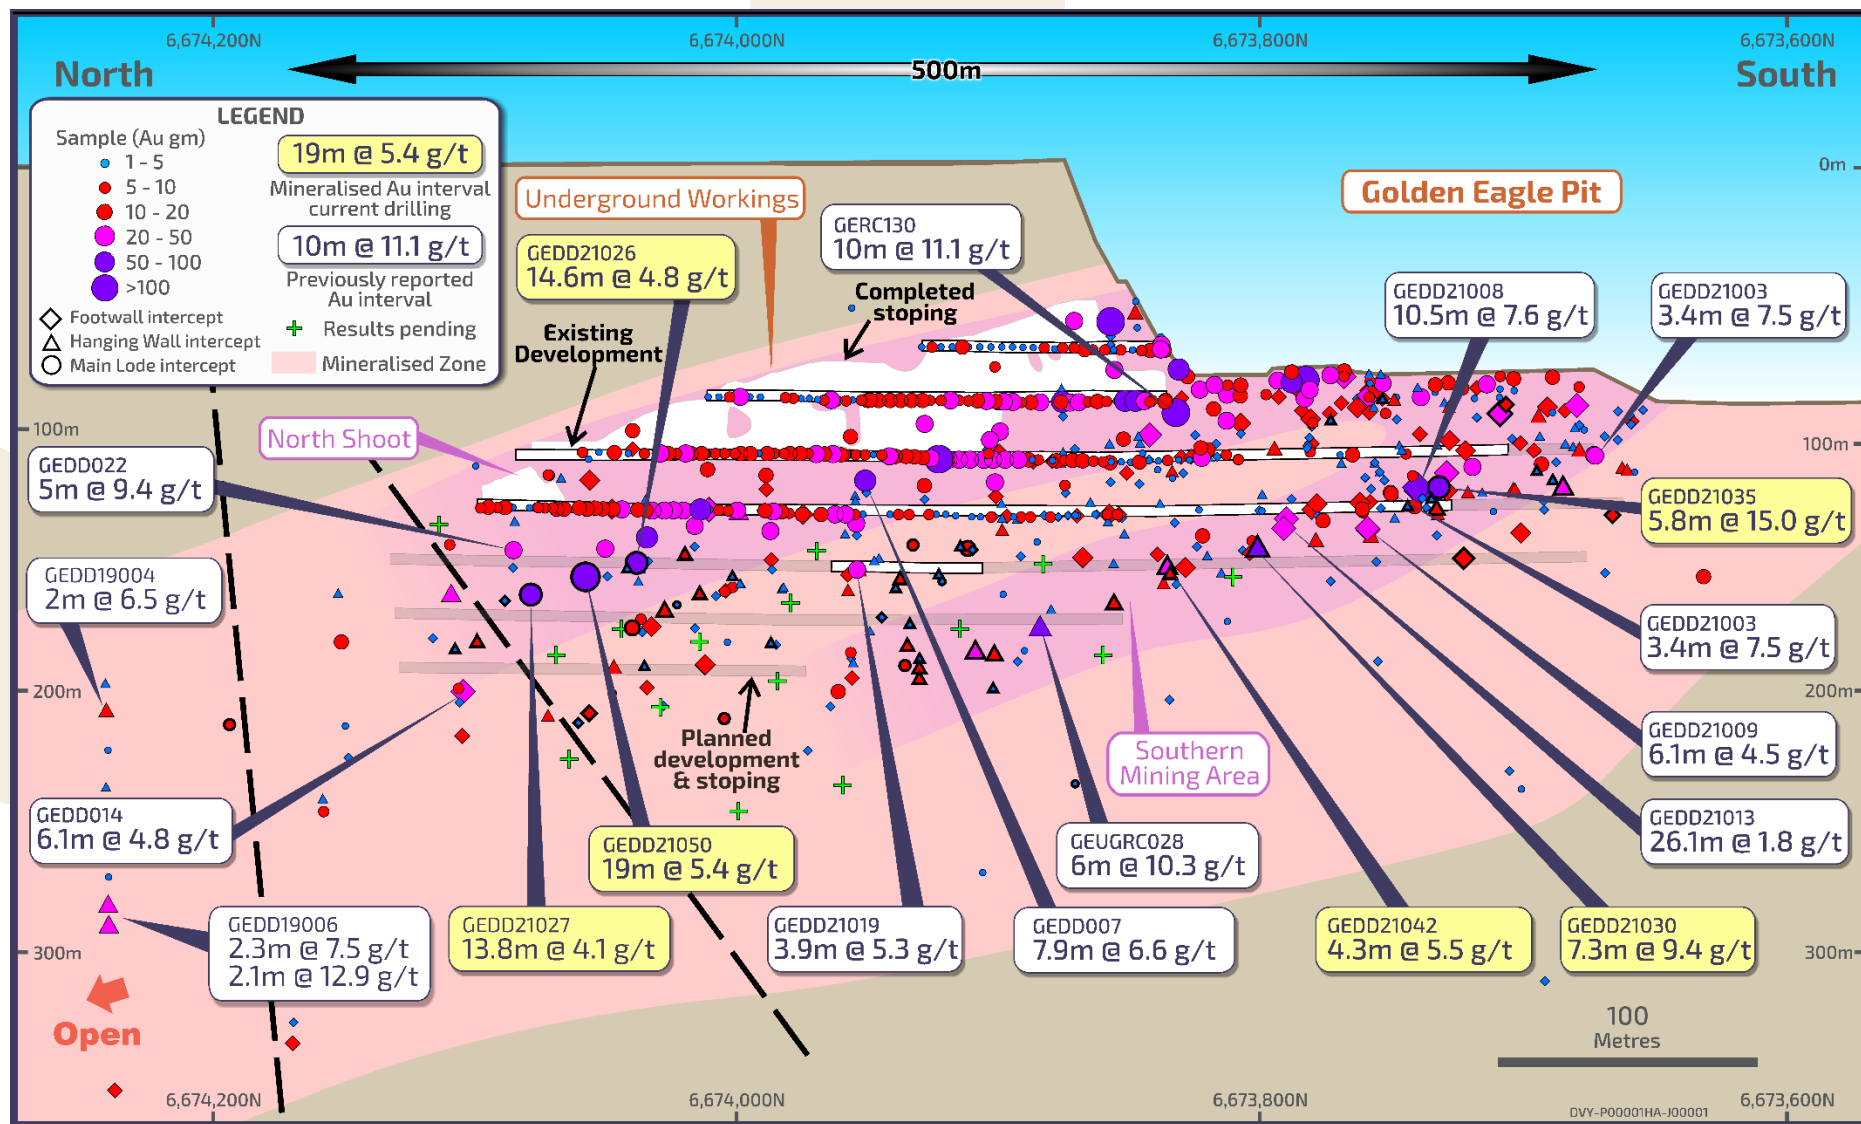 6,674,200N
6,674,000N
6,673,800N
6,673,600N
North
500m
South
LEGEND
Sample (Au gm)
1 - 5
5 - 10
10 - 20
20 - 50
50 - 100
>100
Footwall intercept
Hanging Wall intercept
Main Lode intercept
19m @ 5.4 g/t
Mineralised Au interval
current drilling
10m @ 11.1 g/t
Previously reported
Au interval
Results pending
Mineralised Zone
0m
Underground Workings
Golden Eagle Pit
GERC130
10m @ 11.1 g/t
GEDD21026
14.6m @ 4.8 g/t
Completed
stoping
GEDD21008
10.5m @ 7.6 g/t
GEDD21003
3.4m @ 7.5 g/t
Existing
Development
100m
100m
North Shoot
GEDD022
5m @ 9.4 g/t
GEDD21035
5.8m @ 15.0 g/t
GEDD19004
2m @ 6.5 g/t
GEDD21003
3.4m @ 7.5 g/t
200m
200m
GEDD21009
6.1m @ 4.5 g/t
Planned
development
& stoping
Southern
Mining Area
GEDD014
6.1m @ 4.8 g/t
GEDD21050
19m @ 5.4 g/t
GEUGRC028
6m @ 10.3 g/t
GEDD21013
26.1m @ 1.8 g/t
GEDD19006
2.3m @ 7.5 g/t
2.1m @ 12.9 g/t
GEDD21027
13.8m @ 4.1 g/t
GEDD21019
3.9m @ 5.3 g/t
GEDD007
7.9m @ 6.6 g/t
GEDD21042
4.3m @ 5.5 g/t
GEDD21030
7.3m @ 9.4 g/t
300m
300m
Open
100
Metres
6,674,200N
6,674,000N
6,673,800N
6,673,600N
DVY-P00001HA-J00001